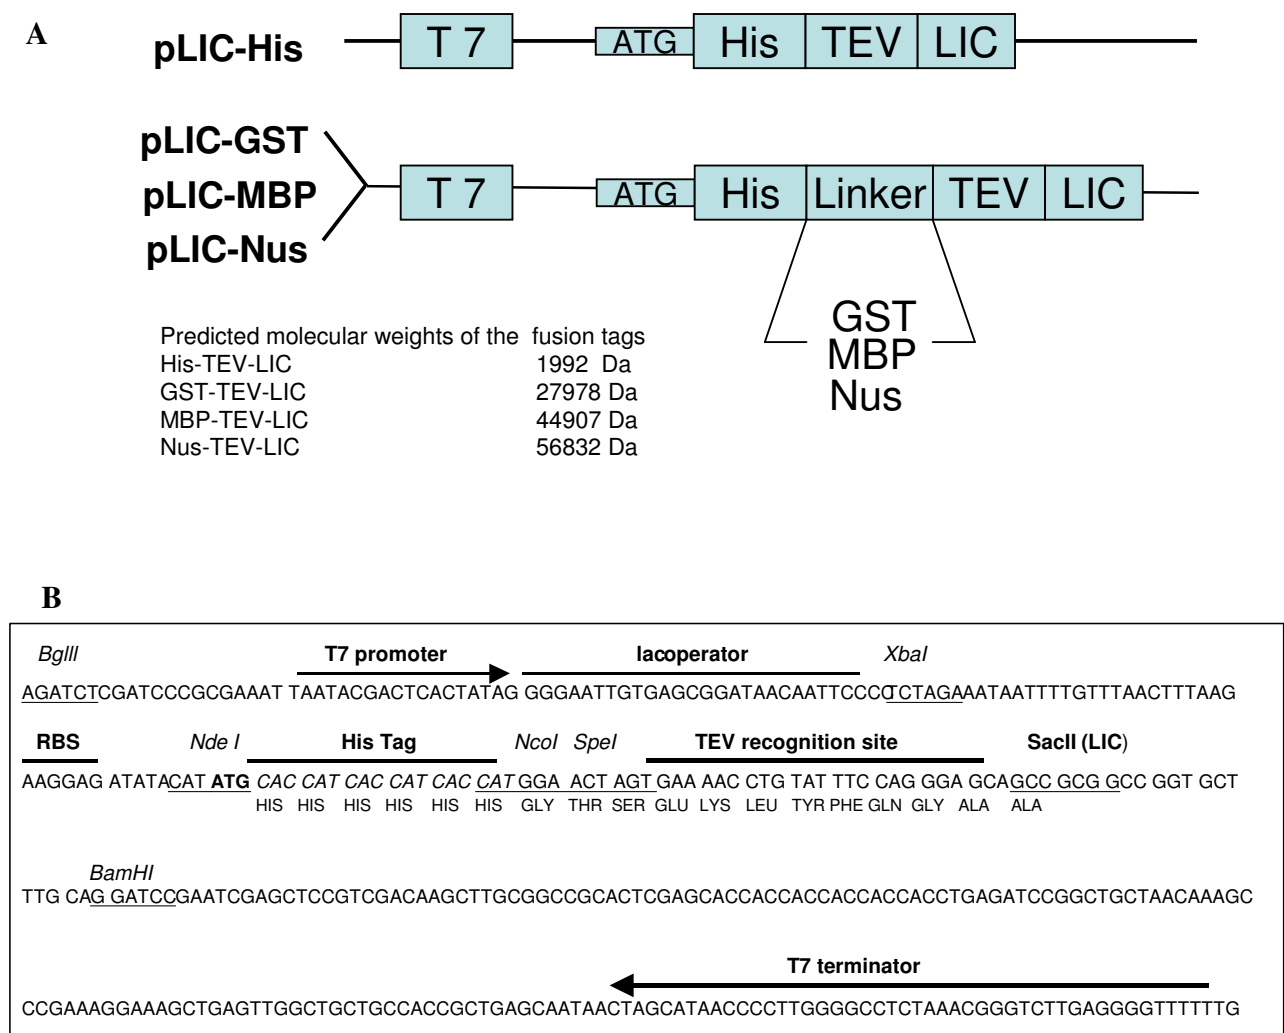 A
pLIC-His
T 7 ATG His TEV LIC
pLIC-GST
pLIC-MBP
pLIC-Nus
T 7 ATG His Linker TEV LIC
GST
MBP
Nus
Predicted molecular weights of the fusion tags
His-TEV-LIC 1992 Da
GST-TEV-LIC 27978 Da
MBP-TEV-LIC 44907 Da
Nus-TEV-LIC 56832 Da
B
BglII T7 promoter lacoperator XbaI
AGATCTCGATCCCGCGAAAT TAATACGACTCACTATAG GGGAATTGTGAGCGGATAACAATTCCCCTCTAGAAATAATTTTGTTTAACTTTAAG
RBS Nde I His Tag NcoI SpeI TEV recognition site SacII (LIC)
AAGGAG ATATACAT ATG CAC CAT CAC CAT CAC CAT GGA ACT AGT GAA AAC CTG TAT TTC CAG GGA GCAGCC GCG GCC GGT GCT
HIS HIS HIS HIS HIS HIS GLY THR SER GLU LYS LEU TYR PHE GLN GLY ALA ALA
BamHI
TTG CAG GATCCGAATCGAGCTCCGTCGACAAGCTTGCGGCCGCACTCGAGCACCACCACCACCACCACTGAGATCCGGCTGCTAACAAAGC
T7 terminator
CCGAAAGGAAAGCTGAGTTGGCTGCTGCCACCGCTGAGCAATAACTAGCATAACCCCTTGGGGCCTCTAAACGGGTCTTGAGGGGTTTTTTG